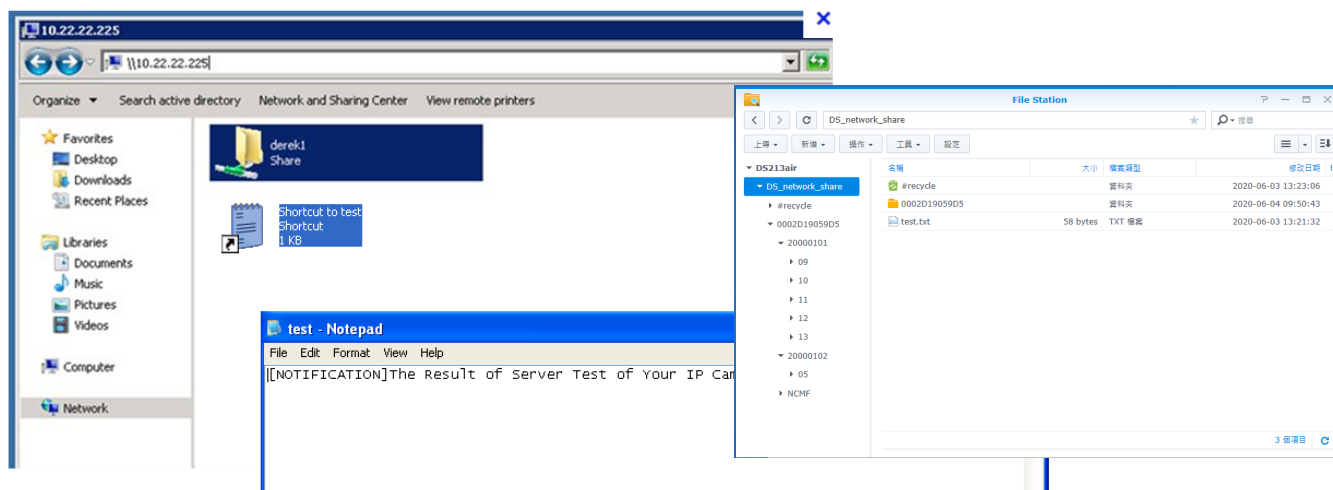 10.22.22.225
\\10.22.22.225
Organize Search active directory Network and Sharing Center View remote printers
Favorites
Desktop
Downloads
Recent Places
Libraries
Documents
Music
Pictures
Videos
Computer
Network
derek1
Share
Shortcut to test
Shortcut
1 KB
test - Notepad
File Edit Format View Help
[NOTIFICATION]The Result of Server Test of Your IP Cam
File Station
DS_network_share
搜尋
上傳 新增 操作 工具 設定
DS213air
DS_network_share
#recycle
0002D19059D5
20000101
09
10
11
12
13
20000102
05
NCMF
名稱 大小 檔案類型 修改日期
#recycle 資料夾 2020-06-03 13:23:06
0002D19059D5 資料夾 2020-06-04 09:50:43
test.txt 58 bytes TXT 檔案 2020-06-03 13:21:32
3 個項目